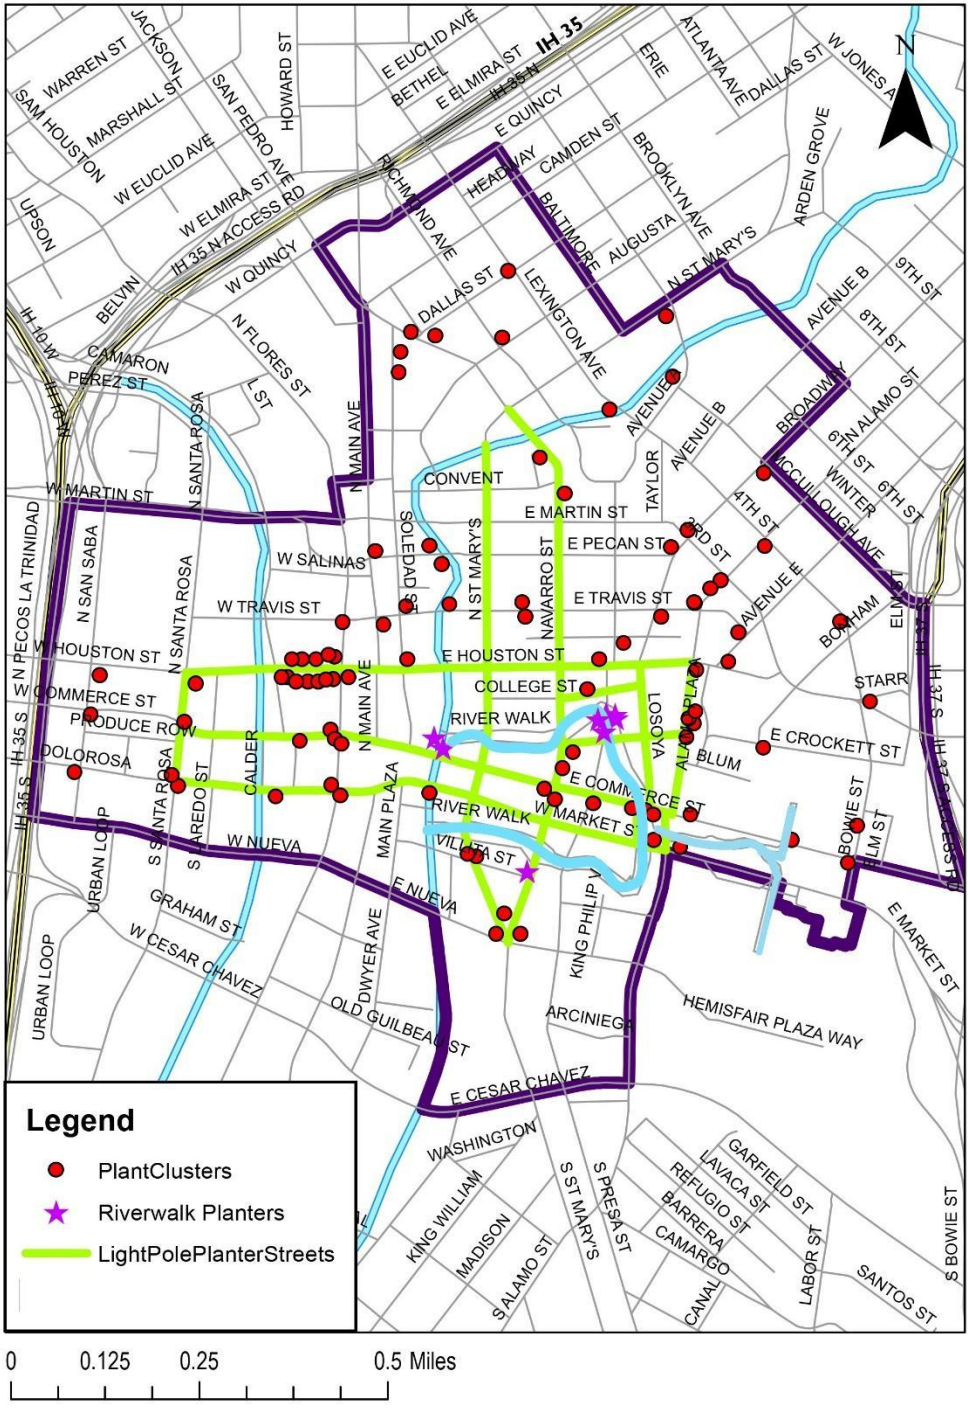 JACKSON
HOWARD ST
E EUCLID AVE
IH 35
ATLANTA AVE
W JONES A
N
WARREN ST
BETHEL
E ELMIRA ST
ERIE
E DALLAS ST
SAM HOUSTON
MARSHALL ST
SAN PEDRO AVE
IH 35 N
E QUINCY
CAMDEN ST
BROOKLYN AVE
ARDEN GROVE
W EUCLID AVE
RICHMOND AVE
HEADWAY
UPSON
W ELMIRA ST
IH 35 N ACCESS RD
BALTIMORE
AUGUSTA
N ST MARY'S
W QUINCY
9TH ST
BELVIN
DALLAS ST
LEXINGTON AVE
AVENUE B
8TH ST
IH 10 W
N FLORES ST
CAMARON
PEREZ ST
L ST
BROADWAY
N ALAMO ST
IH 10 W
N SANTA ROSA
N MAIN AVE
AVENUE
AVENUE B
6TH ST
CONVENT
TAYLOR
MCCULLOUGH AVE
WINTER
6TH ST
W MARTIN ST
E MARTIN ST
4TH ST
N PECOS LA TRINIDAD
N SAN SABA
SOLEDAD ST
N ST MARY'S
NAVARRO ST
E PECAN ST
3RD ST
W SALINAS
N SANTA ROSA
W TRAVIS ST
E TRAVIS ST
AVENUE E
BONHAM
ELM ST
W HOUSTON ST
E HOUSTON ST
N MAIN AVE
COLLEGE ST
LOSOYA
STARR
IH 37 S
W COMMERCE ST
RIVER WALK
PRODUCE ROW
E CROCKETT ST
DOLOROSA
CALDER
BLUM
IH 35 S
IH 35 S
S SANTA ROSA
S LAREDO ST
MAIN PLAZA
E COMMERCE ST
RIVER WALK
W MARKET ST
BOWIE ST
ELM ST
IH 37 S ACCESS RD
W NUEVA
VILLITA ST
URBAN LOOP
E NUEVA
GRAHAM ST
KING PHILIP V
E MARKET ST
W CESAR CHAVEZ
DWYER AVE
URBAN LOOP
OLD GUILBEAU ST
ARCINIEGA
HEMISFAIR PLAZA WAY
E CESAR CHAVEZ
WASHINGTON
GARFIELD ST
LAVACA ST
REFUGIO ST
BARRERA
CAMARGO
KING WILLIAM
MADISON
S ALAMO ST
S ST MARY'S
S PRESA ST
CANAL
LABOR ST
SANTOS ST
S BOWIE ST
Legend
PlantClusters
Riverwalk Planters
LightPolePlanterStreets
0 0.125 0.25 0.5 Miles